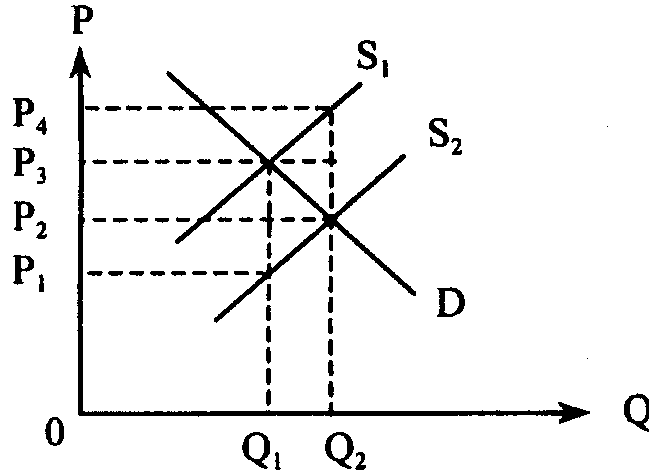 P
S₁
P₄
S₂
P₃
P₂
P₁
D
0
Q₁
Q₂
Q